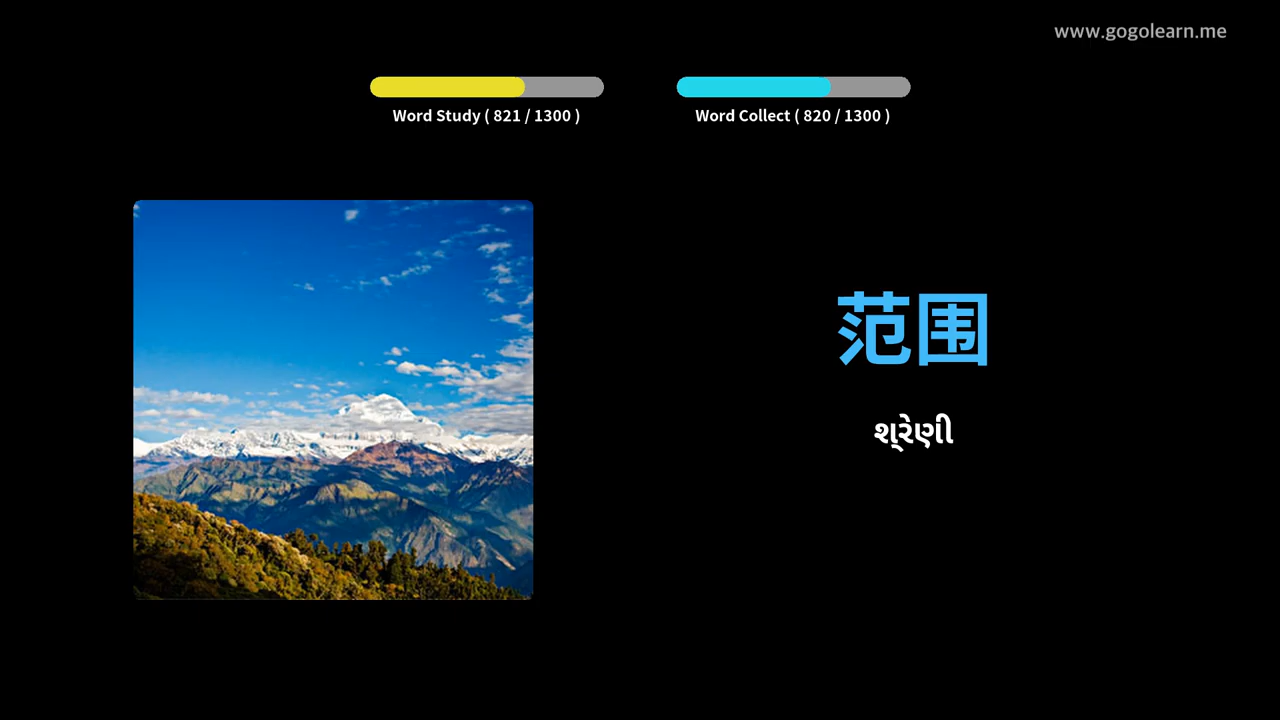 www.gogolearn.me
Word Study ( 821 / 1300 )
Word Collect ( 820 / 1300 )
范围
શ્રેણી